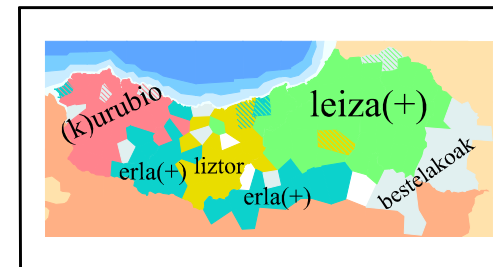 leiza(+)
(k)urubio
erla(+)
liztor
erla(+)
bestelakoak